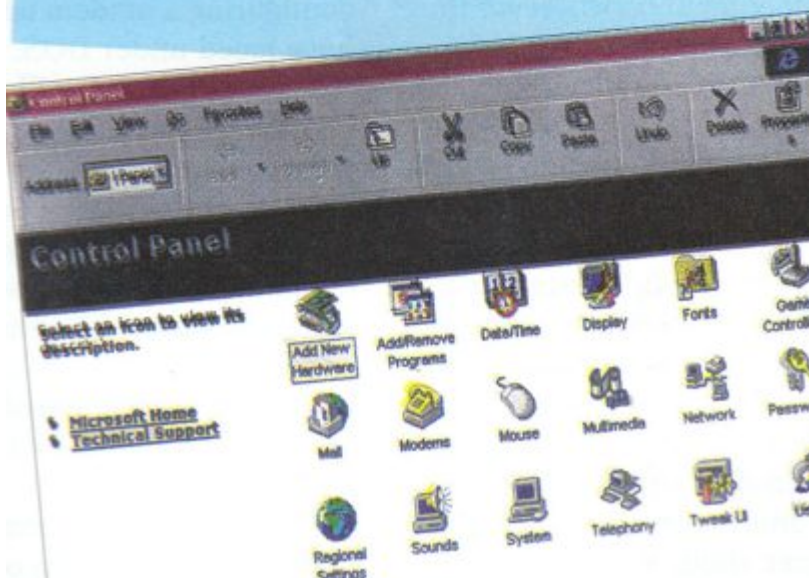 Control Panel
File Edit View Go Favorites Help
Address
Up Cut Copy Paste Undo Delete Properties
Control Panel
Select an icon to view its
description.
Microsoft Home
Technical Support
Add New
Hardware
Add/Remove
Programs
Date/Time
Display
Fonts
Mail
Modems
Mouse
Multimedia
Network
Regional
Settings
Sounds
System
Telephony
Tweak UI